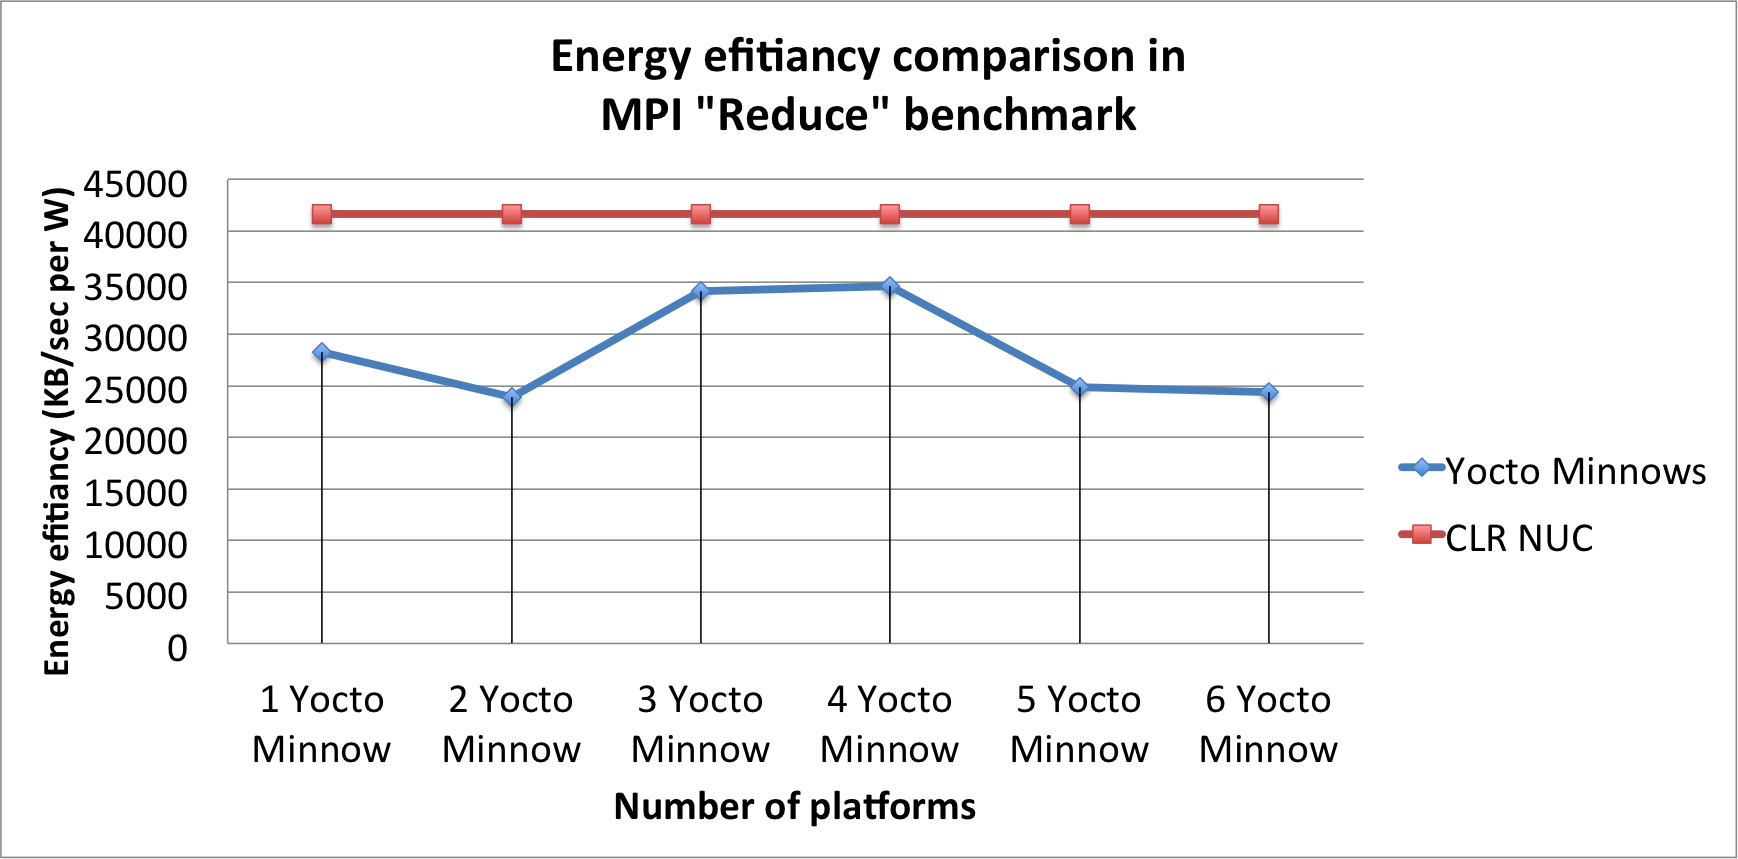 Energy efitiancy comparison in
MPI "Reduce" benchmark
Energy efitiancy (KB/sec per W)
45000
40000
35000
30000
25000
20000
15000
10000
5000
0
1 Yocto Minnow
2 Yocto Minnow
3 Yocto Minnow
4 Yocto Minnow
5 Yocto Minnow
6 Yocto Minnow
Number of platforms
Yocto Minnows
CLR NUC